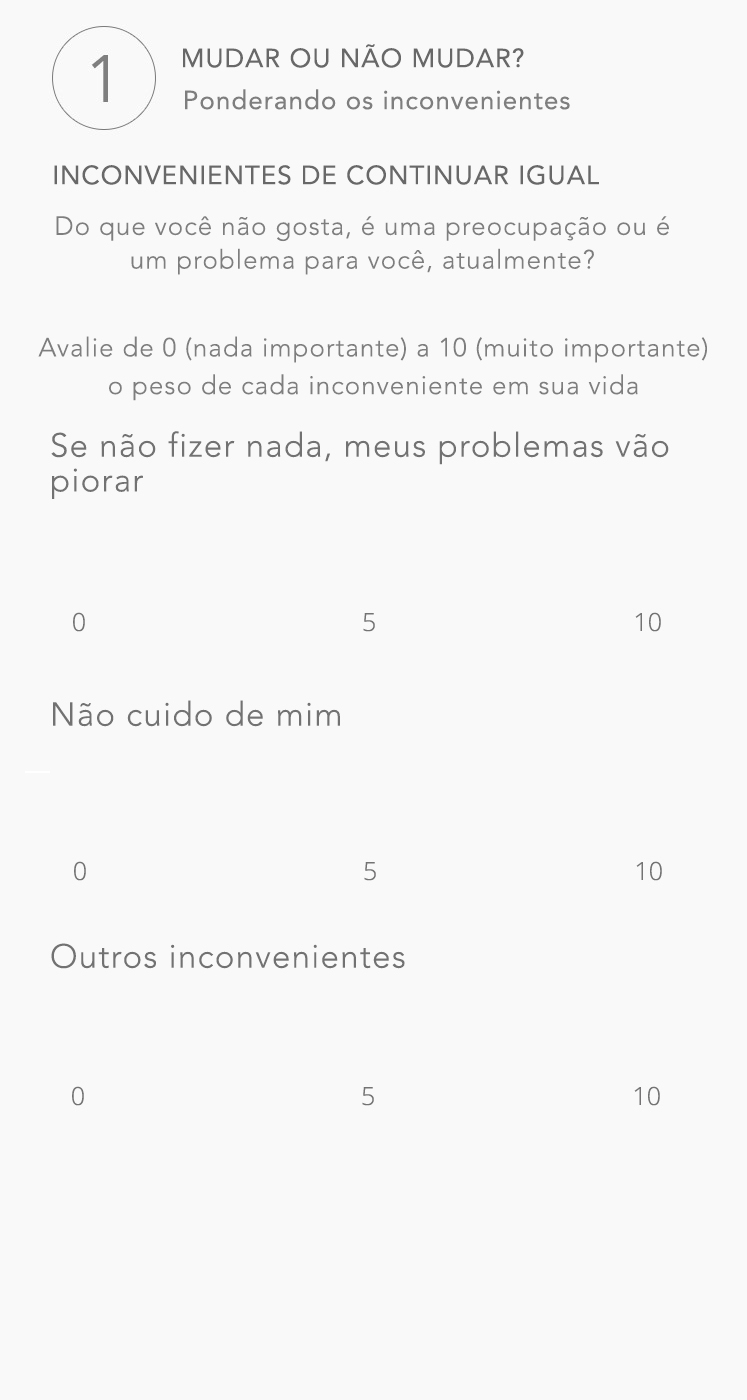 1
MUDAR OU NÃO MUDAR?
Ponderando os inconvenientes
INCONVENIENTES DE CONTINUAR IGUAL
Do que você não gosta, é uma preocupação ou é
um problema para você, atualmente?
Avalie de 0 (nada importante) a 10 (muito importante)
o peso de cada inconveniente em sua vida
Se não fizer nada, meus problemas vão
piorar
0 5 10
Não cuido de mim
0 5 10
Outros inconvenientes
0 5 10